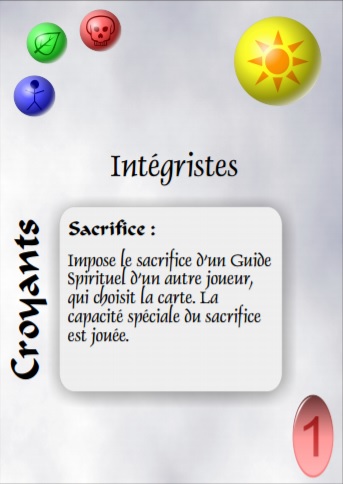 Intégristes
Croyants
Sacrifice :
Impose le sacrifice d'un Guide
Spirituel d'un autre joueur,
qui choisit la carte. La
capacité spéciale du sacrifice
est jouée.
1